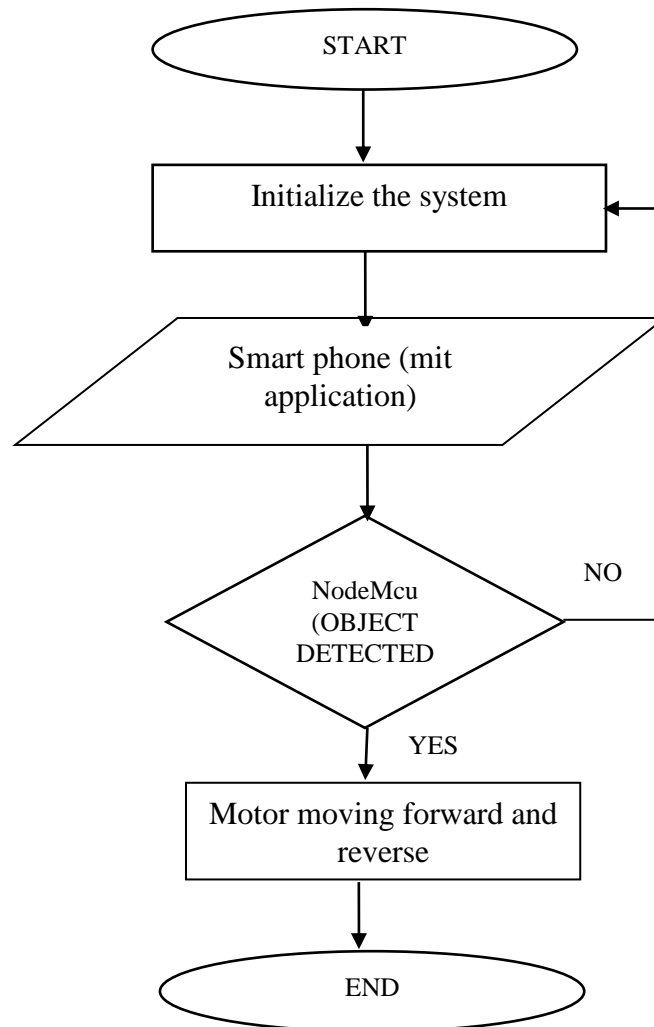 START
Initialize the system
Smart phone (mit
application)
NodeMcu
(OBJECT
DETECTED
NO
YES
Motor moving forward and
reverse
END